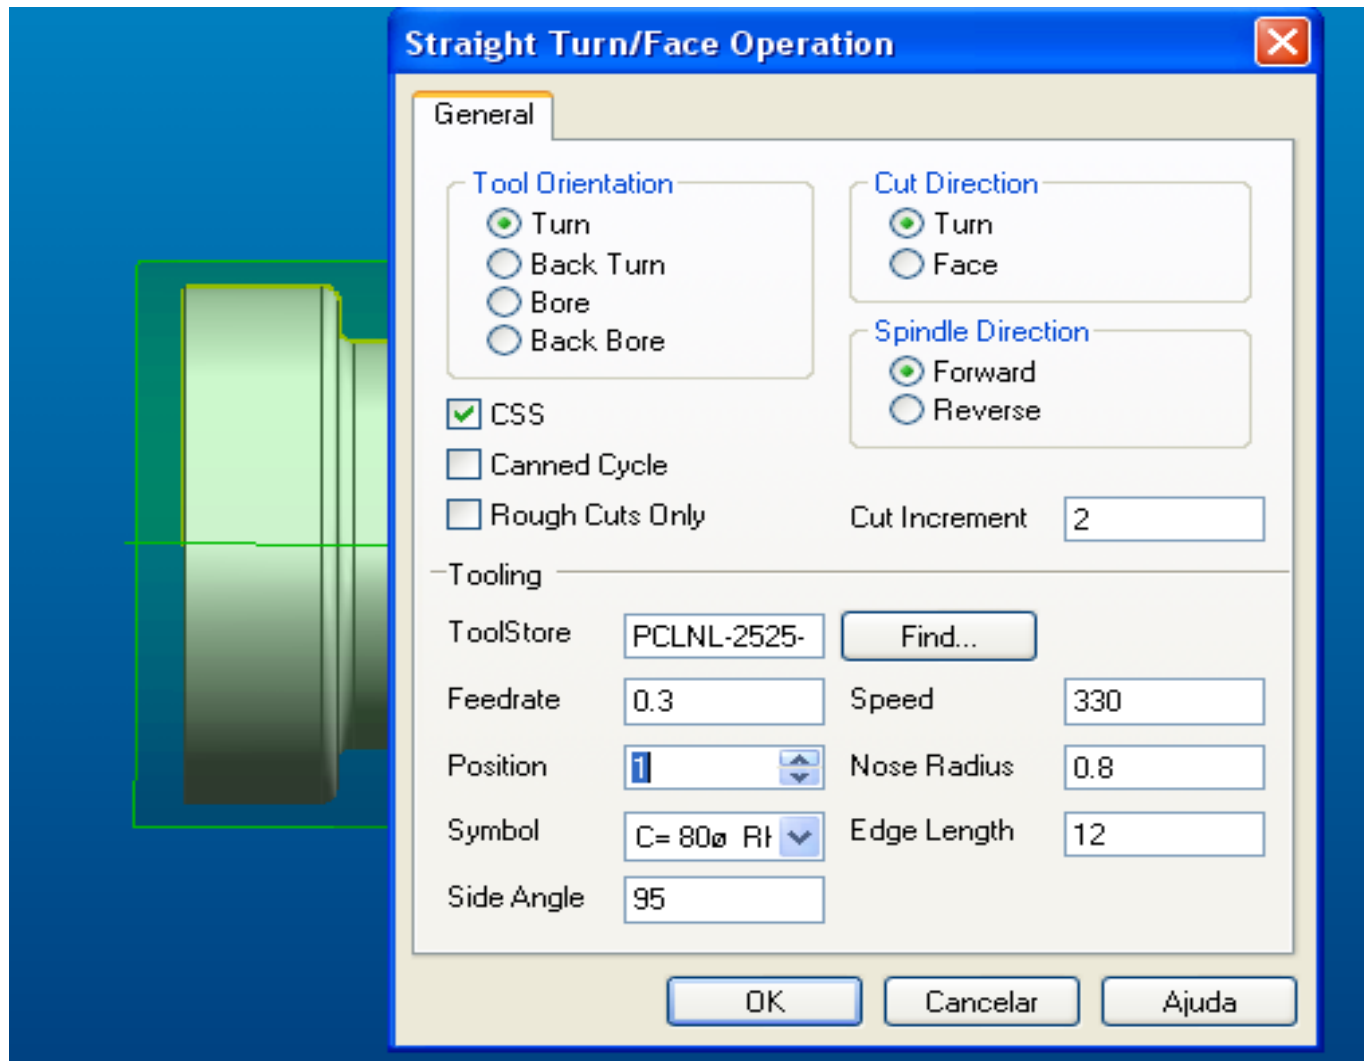 Straight Turn/Face Operation
General
Tool Orientation
Turn
Back Turn
Bore
Back Bore
Cut Direction
Turn
Face
Spindle Direction
Forward
Reverse
CSS
Canned Cycle
Rough Cuts Only
Cut Increment 2
Tooling
ToolStore PCLNL-2525- Find...
Feedrate 0.3 Speed 330
Position 1 Nose Radius 0.8
Symbol C= 80ø Edge Length 12
Side Angle 95
OK Cancelar Ajuda